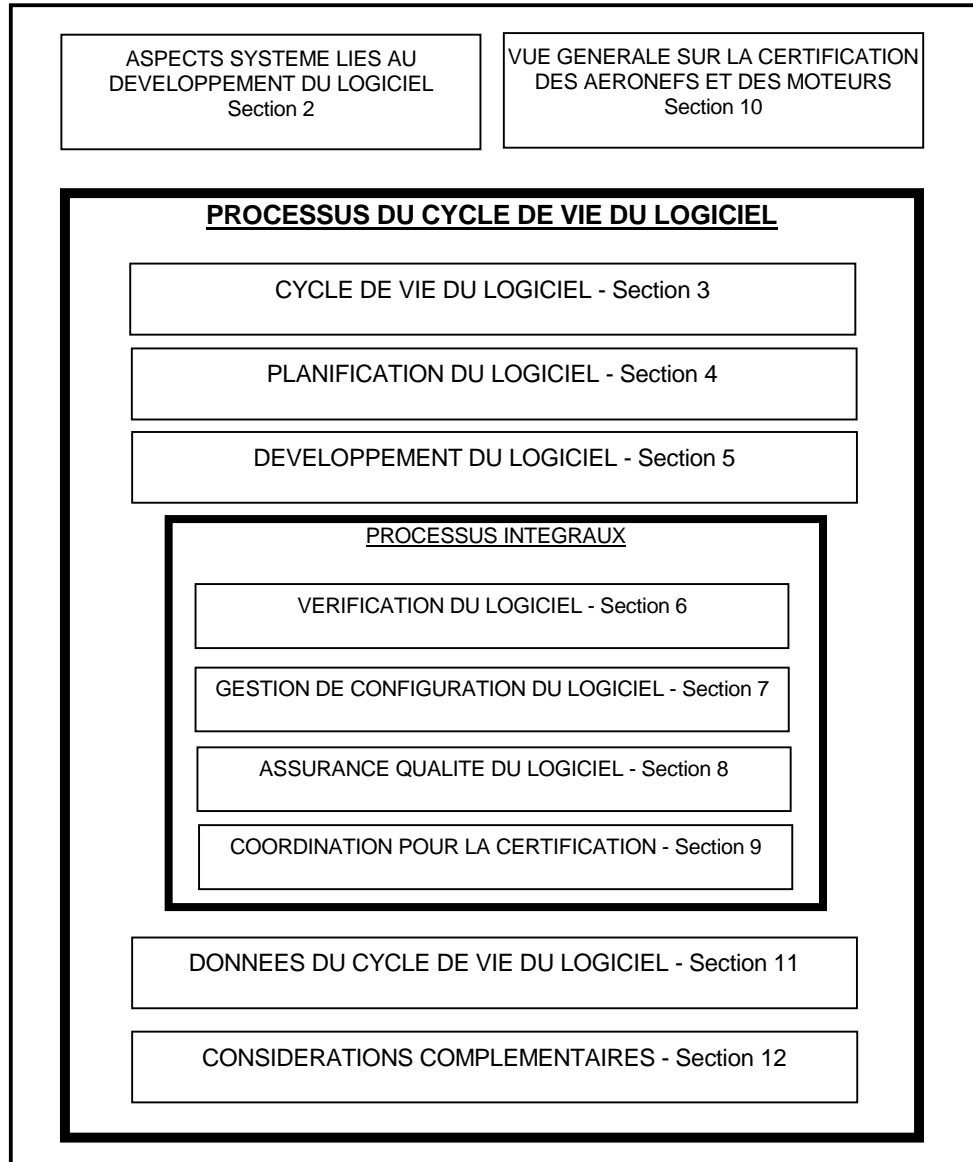 ASPECTS SYSTEME LIES AU
DEVELOPPEMENT DU LOGICIEL
Section 2
VUE GENERALE SUR LA CERTIFICATION
DES AERONEFS ET DES MOTEURS
Section 10
PROCESSUS DU CYCLE DE VIE DU LOGICIEL
CYCLE DE VIE DU LOGICIEL - Section 3
PLANIFICATION DU LOGICIEL - Section 4
DEVELOPPEMENT DU LOGICIEL - Section 5
PROCESSUS INTEGRAUX
VERIFICATION DU LOGICIEL - Section 6
GESTION DE CONFIGURATION DU LOGICIEL - Section 7
ASSURANCE QUALITE DU LOGICIEL - Section 8
COORDINATION POUR LA CERTIFICATION - Section 9
DONNEES DU CYCLE DE VIE DU LOGICIEL - Section 11
CONSIDERATIONS COMPLEMENTAIRES - Section 12